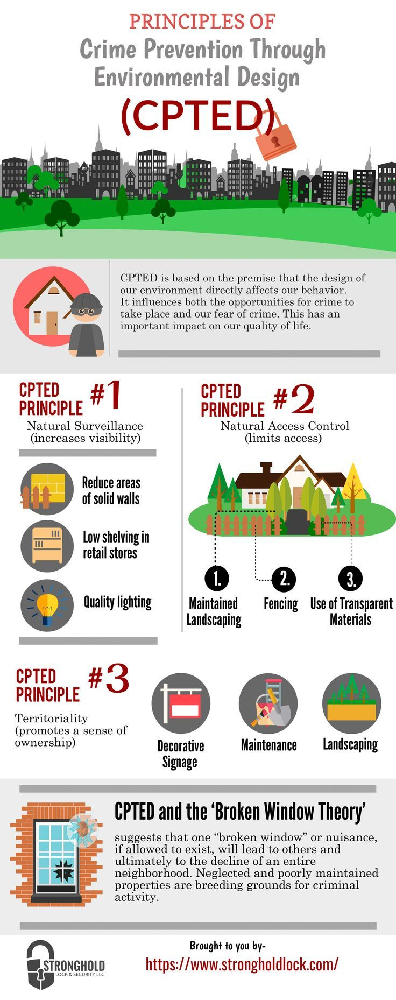 PRINCIPLES OF
Crime Prevention Through
Environmental Design
(CPTED)
CPTED is based on the premise that the design of
our environment directly affects our behavior.
It influences both the opportunities for crime to
take place and our fear of crime. This has an
important impact on our quality of life.
CPTED
PRINCIPLE #1
Natural Surveillance
(increases visibility)
Reduce areas
of solid walls
Low shelving in
retail stores
Quality lighting
CPTED
PRINCIPLE #2
Natural Access Control
(limits access)
1.
Maintained
Landscaping
2.
Fencing
3.
Use of Transparent
Materials
CPTED
PRINCIPLE #3
Territoriality
(promotes a sense of
ownership)
Decorative
Signage
Maintenance
Landscaping
CPTED and the ‘Broken Window Theory’
suggests that one “broken window” or nuisance,
if allowed to exist, will lead to others and
ultimately to the decline of an entire
neighborhood. Neglected and poorly maintained
properties are breeding grounds for criminal
activity.
STRONGHOLD
LOCK & SECURITY LLC
Brought to you by-
https://www.strongholdlock.com/